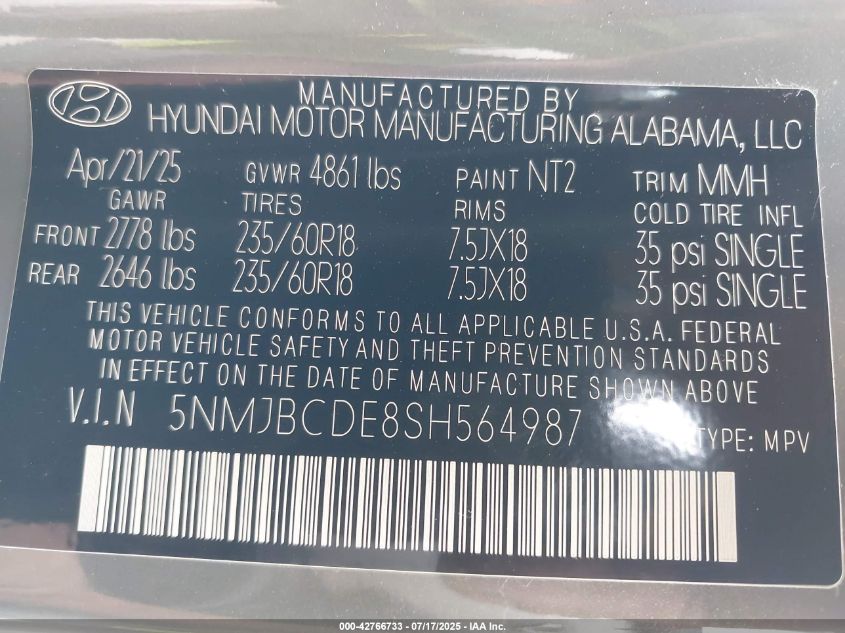 MANUFACTURED BY
HYUNDAI MOTOR MANUFACTURING ALABAMA, LLC
Apr/21/25 GVWR 4861 lbs PAINT NT2 TRIM MMH
GAWR TIRES RIMS COLD TIRE INFL
FRONT 2778 lbs 235/60R18 7.5JX18 35 psi SINGLE
REAR 2646 lbs 235/60R18 7.5JX18 35 psi SINGLE
THIS VEHICLE CONFORMS TO ALL APPLICABLE U.S.A. FEDERAL
MOTOR VEHICLE SAFETY AND THEFT PREVENTION STANDARDS
IN EFFECT ON THE DATE OF MANUFACTURE SHOWN ABOVE
V.I.N 5NMJBCDE8SH564987 TYPE: MPV
000-42766733 - 07/17/2025 - IAA Inc.